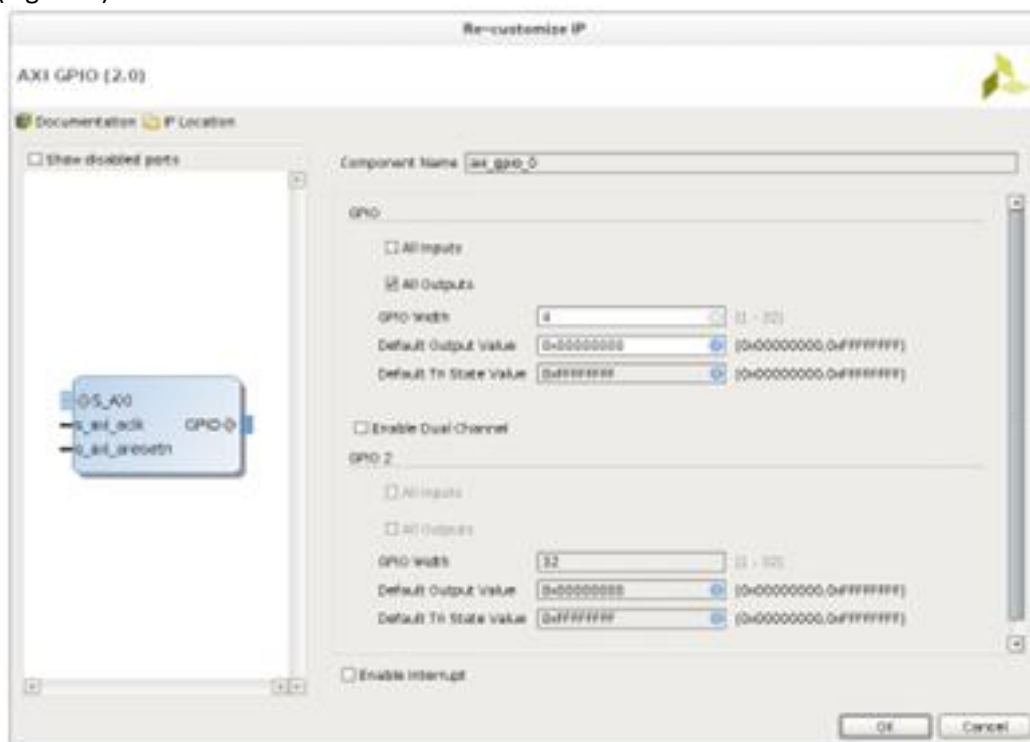 Re-customize IP
AXI GPIO (2.0)
Documentation IP Location
Show disabled ports
Component Name axi_gpio_0
GPIO
All Inputs
All Outputs
GPIO Width 4 [1 - 32]
Default Output Value 0x00000000 [0x00000000,0xFFFFFFFF]
Default Tri State Value 0xFFFFFFFF [0x00000000,0xFFFFFFFF]
S_AXI
s_axi_aclk GPIO
s_axi_aresetn
Enable Dual Channel
GPIO 2
All Inputs
All Outputs
GPIO Width 32 [1 - 32]
Default Output Value 0x00000000 [0x00000000,0xFFFFFFFF]
Default Tri State Value 0xFFFFFFFF [0x00000000,0xFFFFFFFF]
Enable Interrupt
OK Cancel